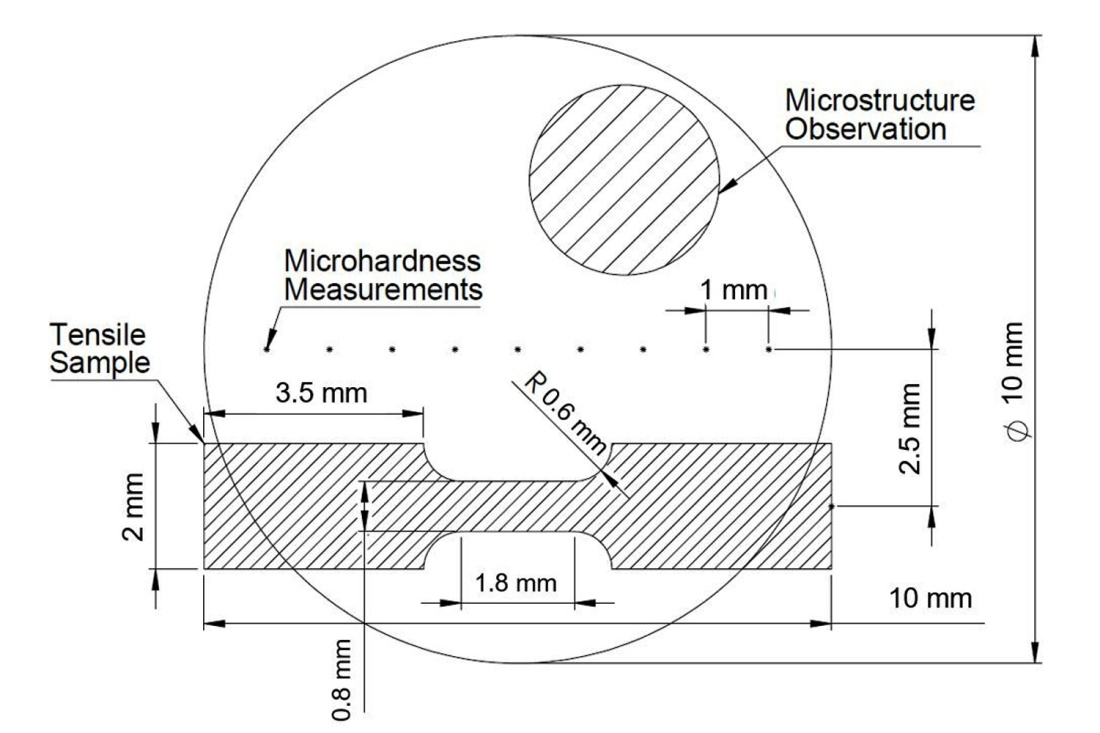 Microstructure
Observation
Microhardness
Measurements
1 mm
Tensile
Sample
3.5 mm
R 0.6 mm
2.5 mm
∅ 10 mm
2 mm
1.8 mm
10 mm
0.8 mm